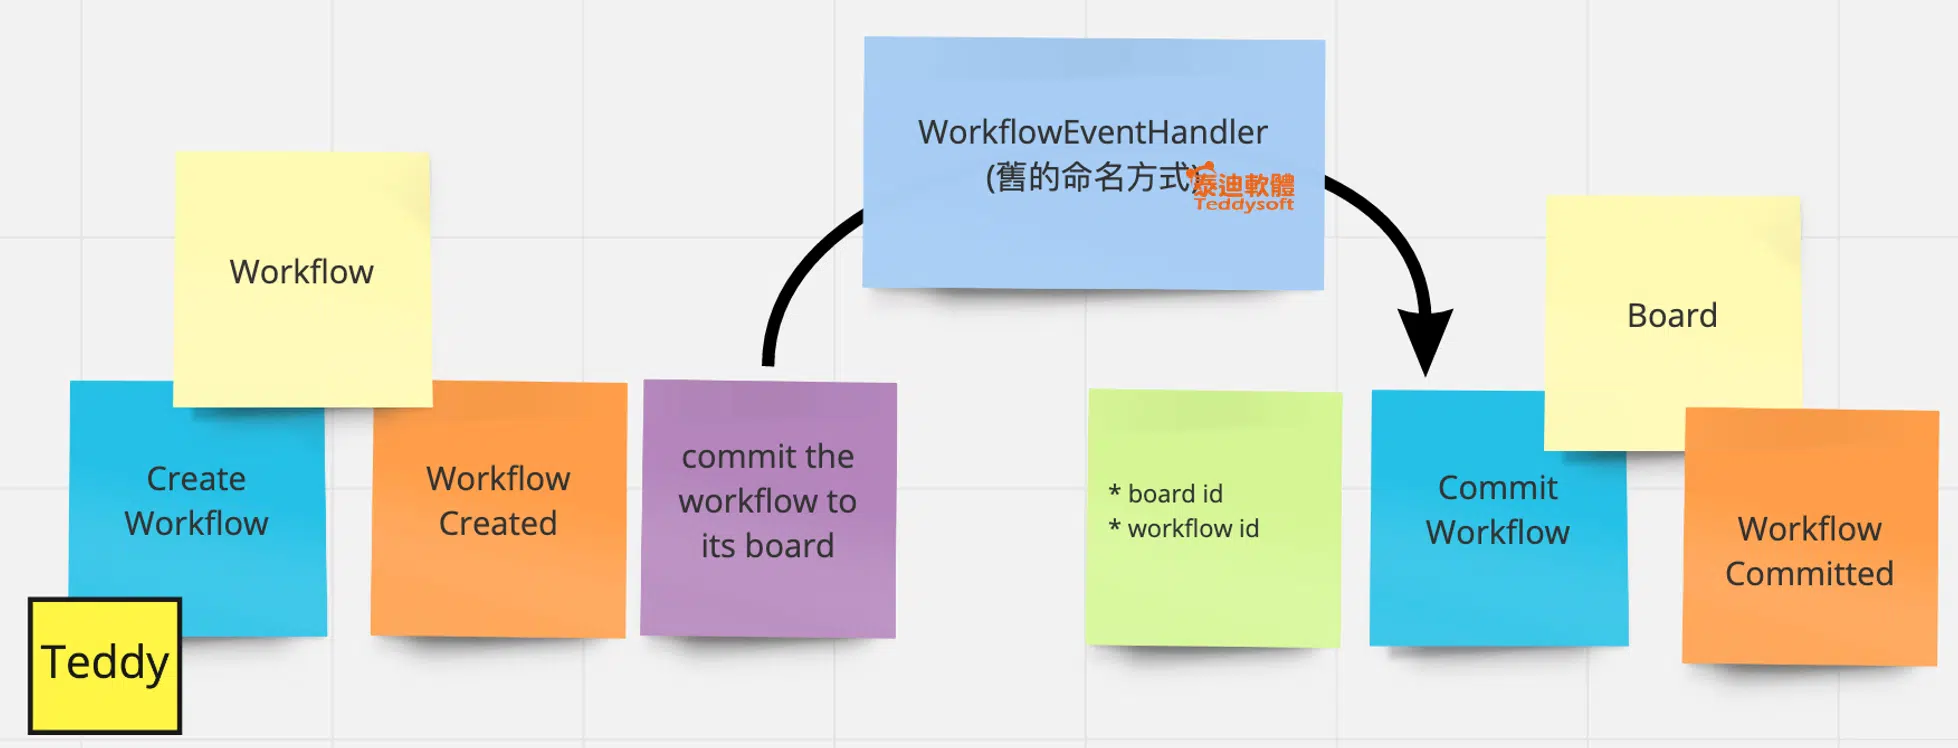 WorkflowEventHandler
(舊的命名方式)
泰迪軟體
Teddysoft
Workflow
Create
Workflow
Teddy
Workflow
Created
commit the
workflow to
its board
* board id
* workflow id
Commit
Workflow
Board
Workflow
Committed